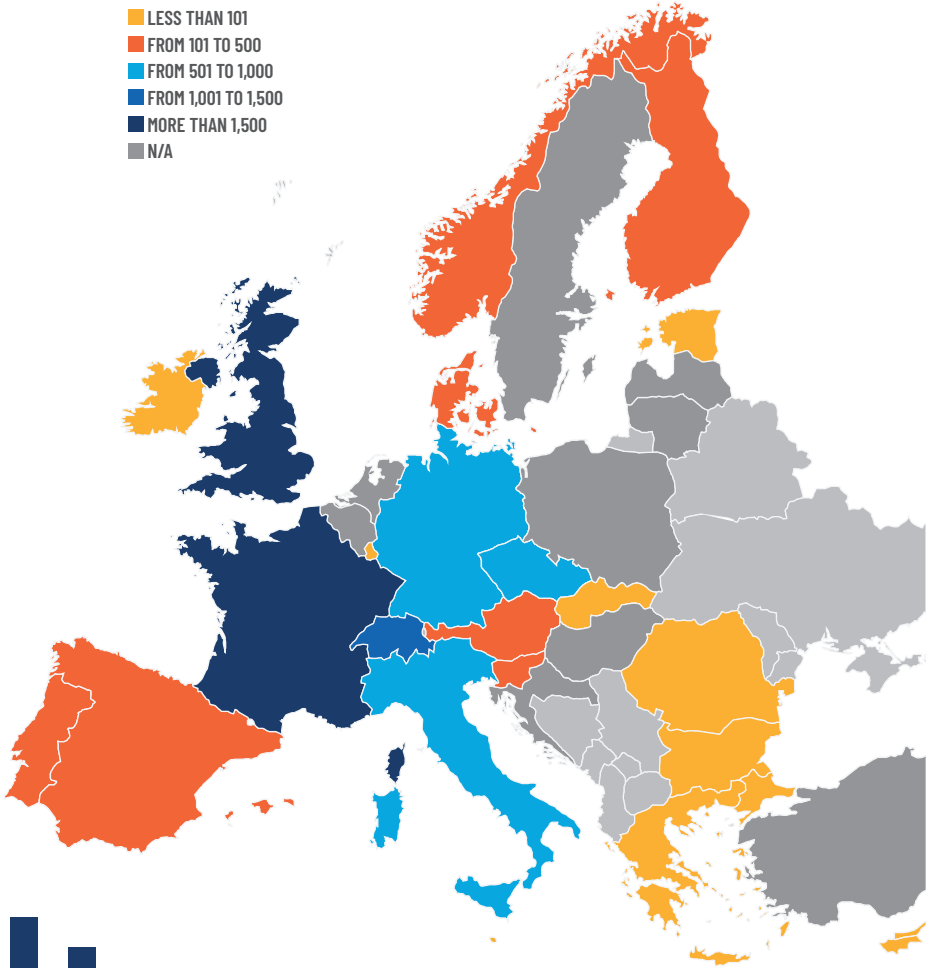 LESS THAN 101
FROM 101 TO 500
FROM 501 TO 1,000
FROM 1,001 TO 1,500
MORE THAN 1,500
N/A